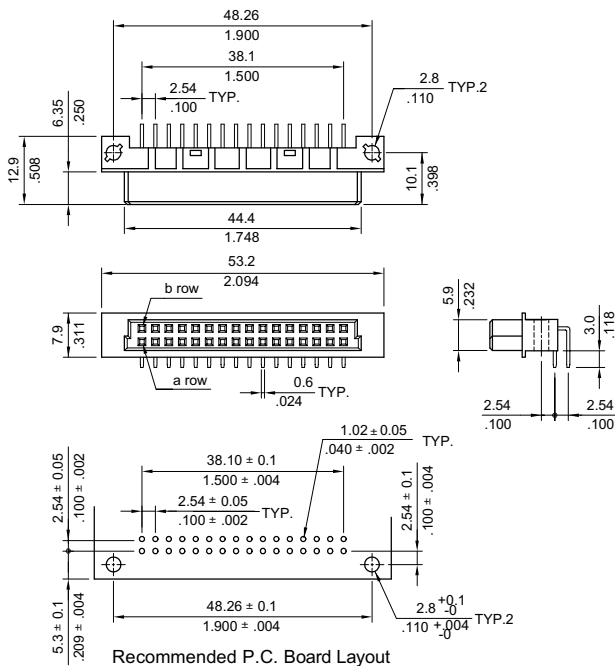 48.26
1.900
38.1
1.500
2.54
.100 TYP.
2.8
.110 TYP.2
6.35
.250
12.9
.508
10.1
.398
44.4
1.748
53.2
2.094
b row
7.9
.311
a row
0.6
.024 TYP.
5.9
.232
3.0
.118
2.54
.100
2.54
.100
1.02 ± 0.05
.040 ± .002 TYP.
38.10 ± 0.1
1.500 ± .004
2.54 ± 0.05
.100 ± .002 TYP.
2.54 ± 0.05
.100 ± .002
2.54 ± 0.1
.100 ± .004
5.3 ± 0.1
.209 ± .004
48.26 ± 0.1
1.900 ± .004
2.8 +0.1 -0
.110 +.004 -0 TYP.2
Recommended P.C. Board Layout